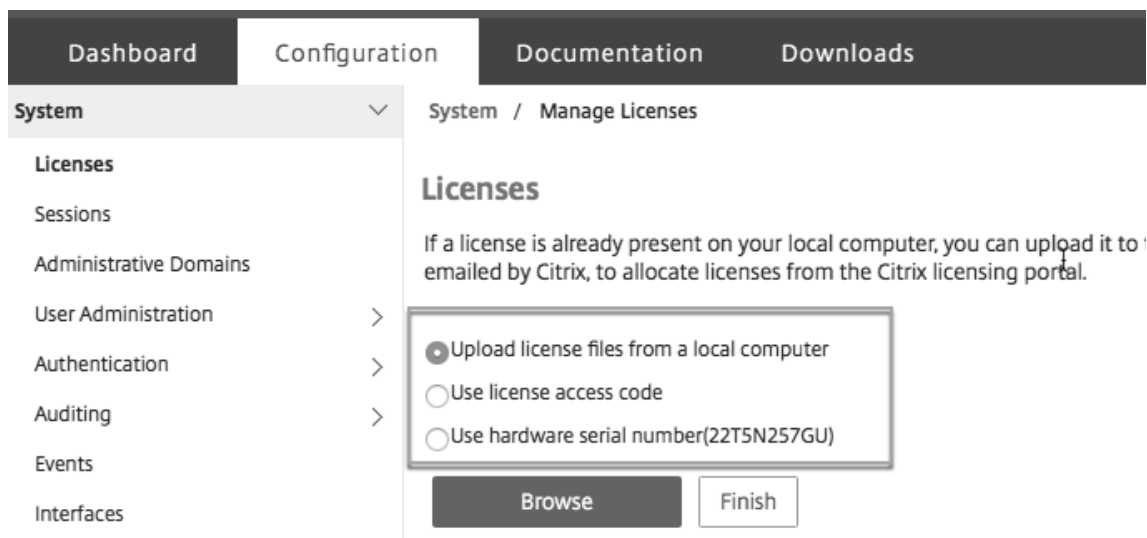 Dashboard Configuration Documentation Downloads
System
System / Manage Licenses
Licenses
Sessions
Administrative Domains
User Administration
Authentication
Auditing
Events
Interfaces
Licenses
If a license is already present on your local computer, you can upload it to
emailed by Citrix, to allocate licenses from the Citrix licensing portal.
Upload license files from a local computer
Use license access code
Use hardware serial number(22T5N257GU)
Browse Finish